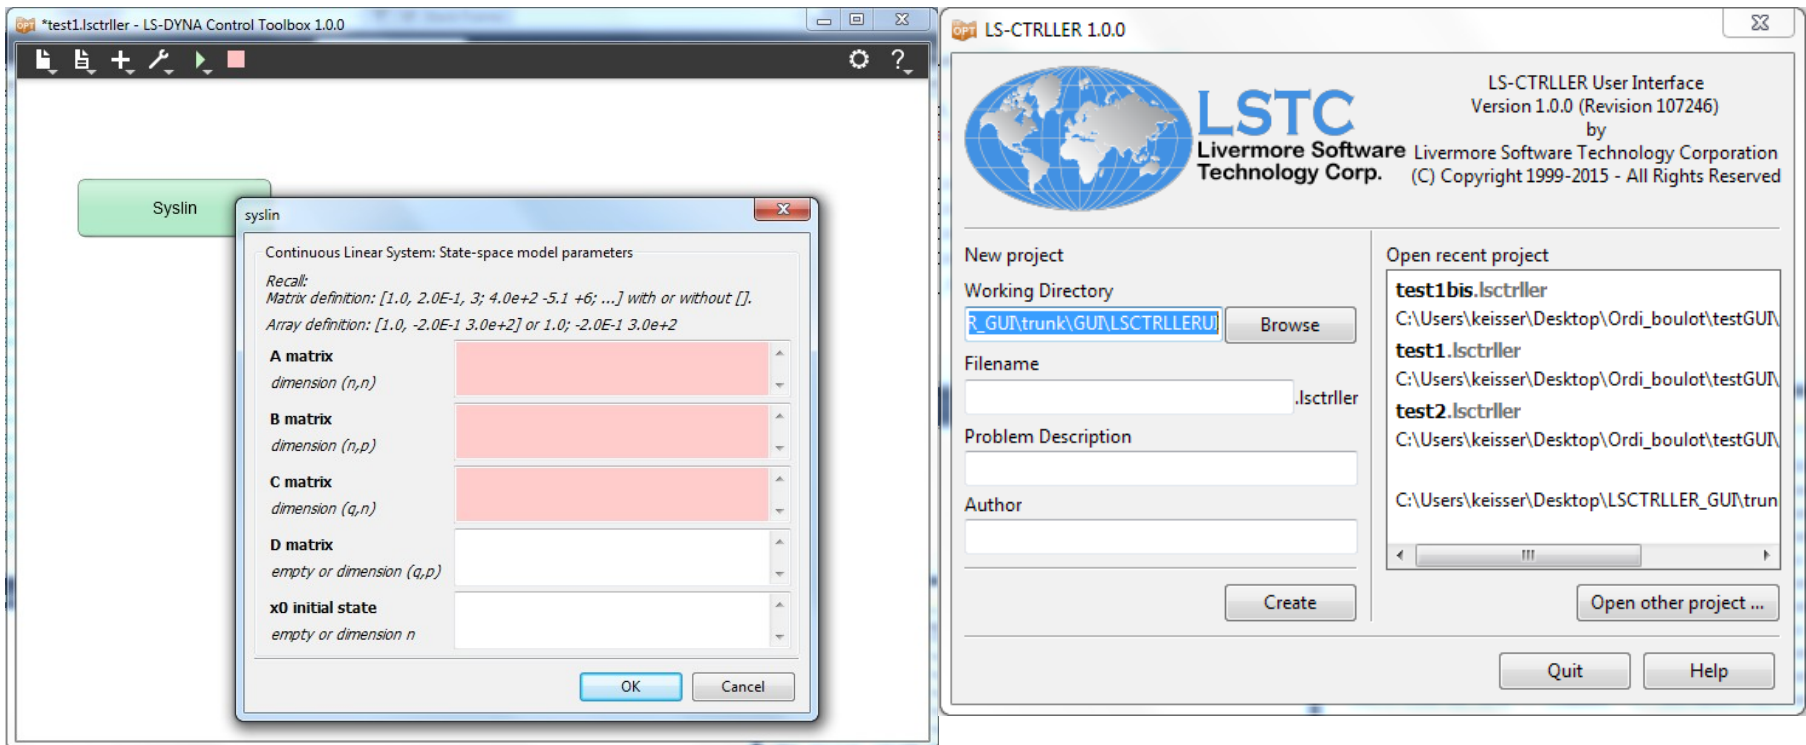 *test1.lsctrller - LS-DYNA Control Toolbox 1.0.0
Syslin
syslin
Continuous Linear System: State-space model parameters
Recall:
Matrix definition: [1.0, 2.0E-1, 3; 4.0e+2 -5.1 +6; ...] with or without [].
Array definition: [1.0, -2.0E-1 3.0e+2] or 1.0; -2.0E-1 3.0e+2
A matrix
dimension (n,n)
B matrix
dimension (n,p)
C matrix
dimension (q,n)
D matrix
empty or dimension (q,p)
x0 initial state
empty or dimension n
OK
Cancel
OPT
LS-CTRLLER 1.0.0
LSTC
Livermore Software
Technology Corp.
LS-CTRLLER User Interface
Version 1.0.0 (Revision 107246)
by
Livermore Software Technology Corporation
(C) Copyright 1999-2015 - All Rights Reserved
New project
Working Directory
R_GUI\trunk\GUI\LSCTRLLERUI
Browse
Filename
.lsctrller
Problem Description
Author
Create
Open recent project
test1bis.lsctrller
C:\Users\keisser\Desktop\Ordi_boulot\testGUI\
test1.lsctrller
C:\Users\keisser\Desktop\Ordi_boulot\testGUI\
test2.lsctrller
C:\Users\keisser\Desktop\Ordi_boulot\testGUI\
C:\Users\keisser\Desktop\LSCTRLLER_GUI\trun
Open other project ...
Quit
Help